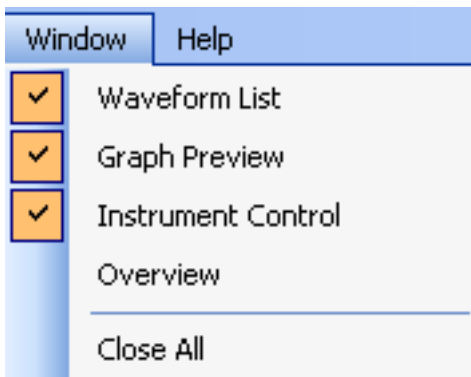 Window Help
Waveform List
Graph Preview
Instrument Control
Overview
Close All